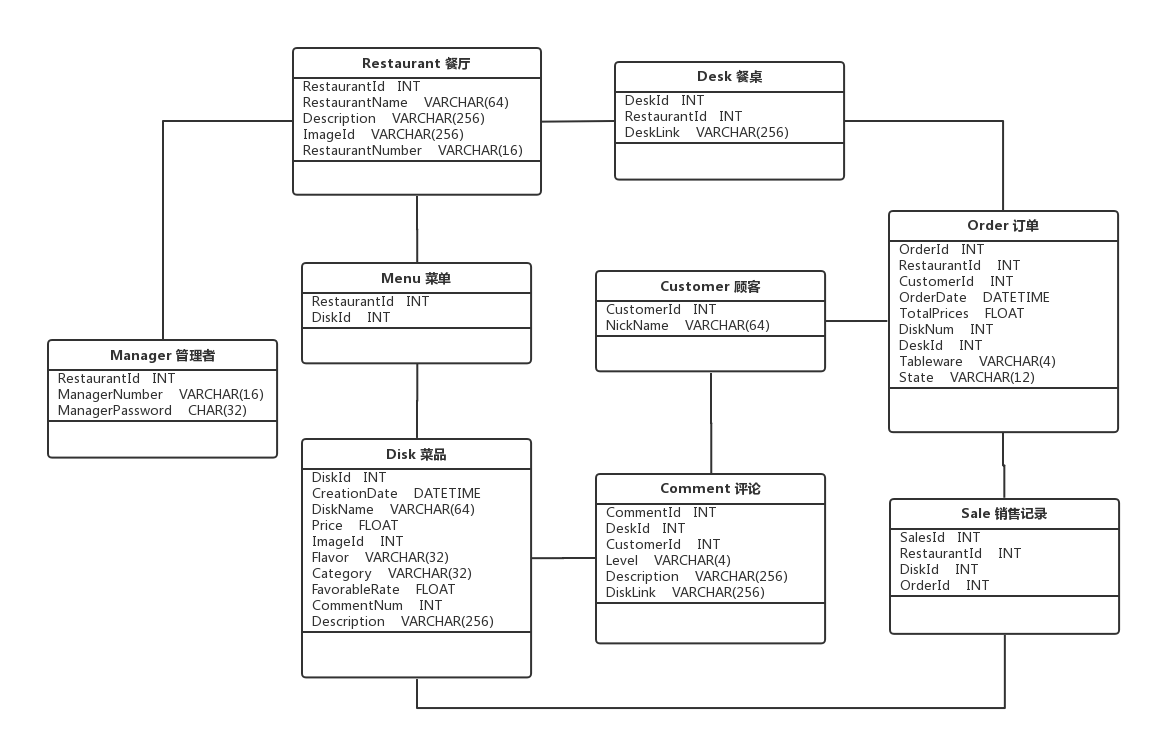 Restaurant 餐厅
RestaurantId INT
RestaurantName VARCHAR(64)
Description VARCHAR(256)
ImageId VARCHAR(256)
RestaurantNumber VARCHAR(16)
Desk 餐桌
DeskId INT
RestaurantId INT
DeskLink VARCHAR(256)
Order 订单
OrderId INT
RestaurantId INT
CustomerId INT
OrderDate DATETIME
TotalPrices FLOAT
DiskNum INT
DeskId INT
Tableware VARCHAR(4)
State VARCHAR(12)
Menu 菜单
RestaurantId INT
DiskId INT
Customer 顾客
CustomerId INT
NickName VARCHAR(64)
Manager 管理者
RestaurantId INT
ManagerNumber VARCHAR(16)
ManagerPassword CHAR(32)
Disk 菜品
DiskId INT
CreationDate DATETIME
DiskName VARCHAR(64)
Price FLOAT
ImageId INT
Flavor VARCHAR(32)
Category VARCHAR(32)
FavorableRate FLOAT
CommentNum INT
Description VARCHAR(256)
Comment 评论
CommentId INT
DeskId INT
CustomerId INT
Level VARCHAR(4)
Description VARCHAR(256)
DiskLink VARCHAR(256)
Sale 销售记录
SalesId INT
RestaurantId INT
DiskId INT
OrderId INT